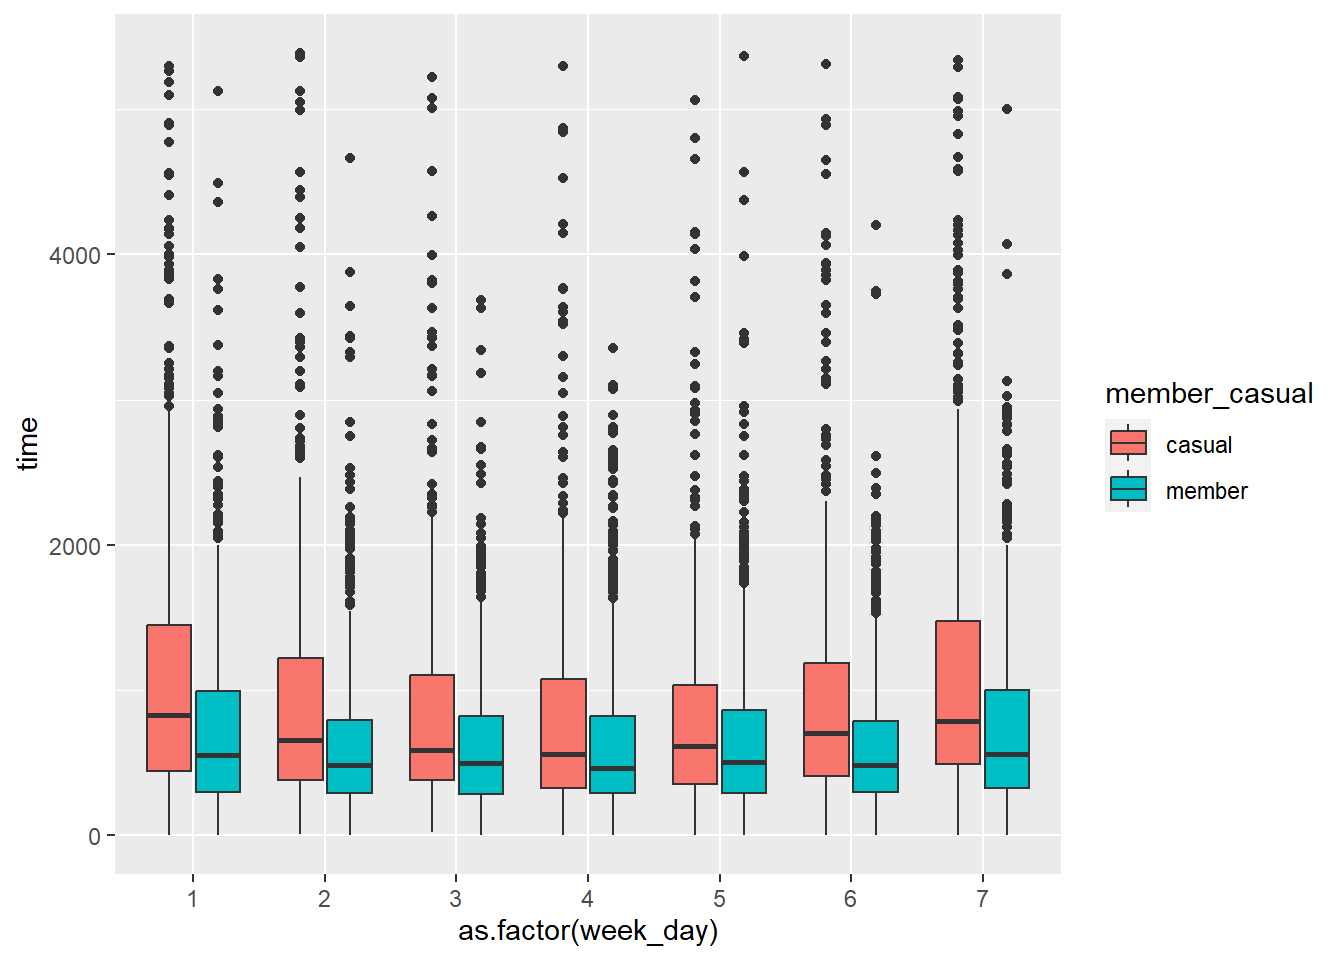 4000
2000
0
time
1 2 3 4 5 6 7
as.factor(week_day)
member_casual
casual
member